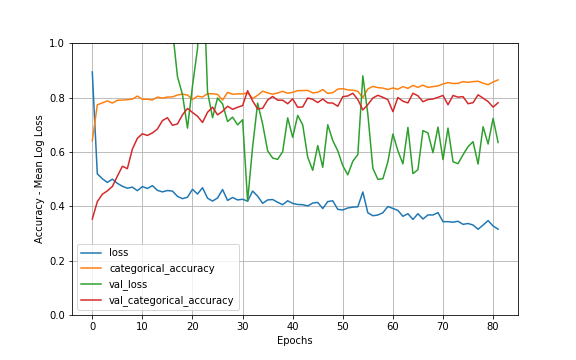 1.0
0.8
0.6
0.4
0.2
0.0
Accuracy - Mean Log Loss
loss
categorical_accuracy
val_loss
val_categorical_accuracy
0 10 20 30 40 50 60 70 80
Epochs